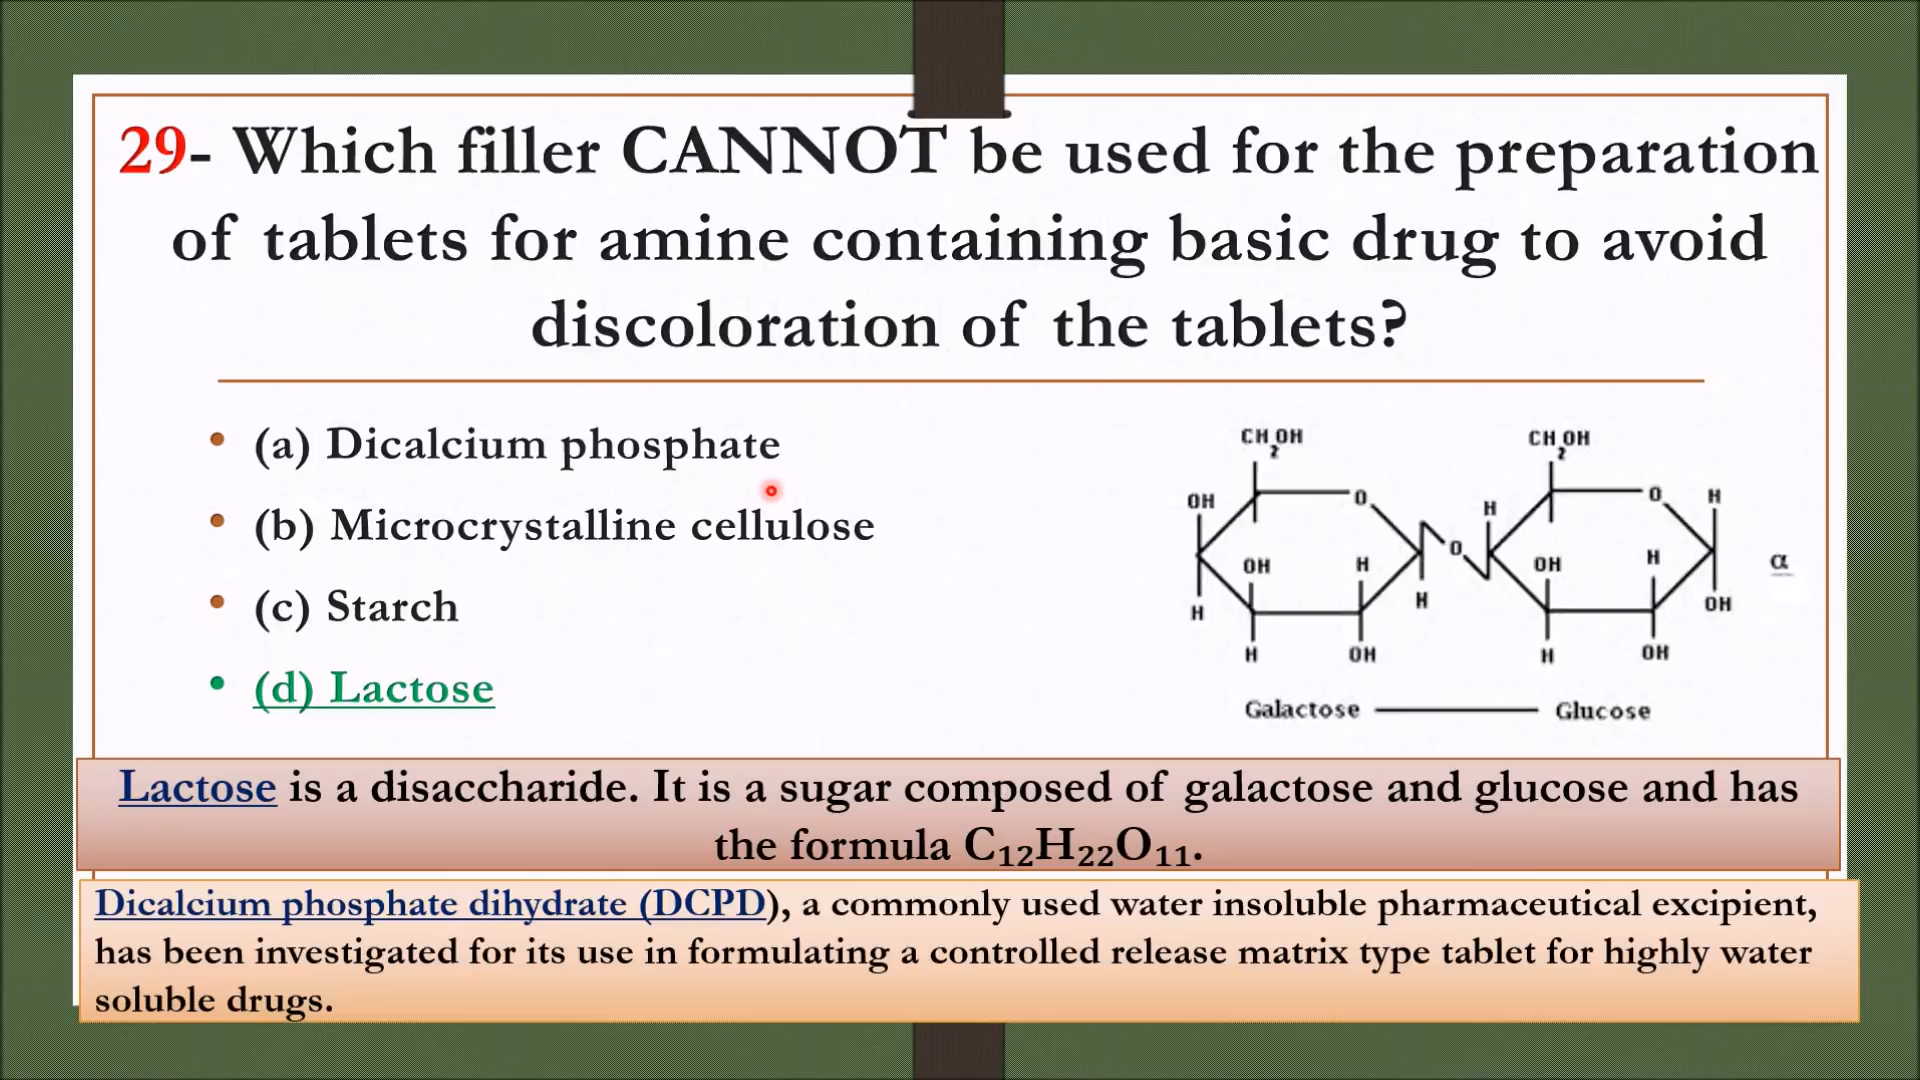 29- Which filler CANNOT be used for the preparation
of tablets for amine containing basic drug to avoid
discoloration of the tablets?
• (a) Dicalcium phosphate
• (b) Microcrystalline cellulose
• (c) Starch
• (d) Lactose
CH₂OH CH₂OH
OH O H O H
OH H O OH H α
H H OH
H OH H OH
Galactose Glucose
Lactose is a disaccharide. It is a sugar composed of galactose and glucose and has
the formula C₁₂H₂₂O₁₁.
Dicalcium phosphate dihydrate (DCPD), a commonly used water insoluble pharmaceutical excipient,
has been investigated for its use in formulating a controlled release matrix type tablet for highly water
soluble drugs.